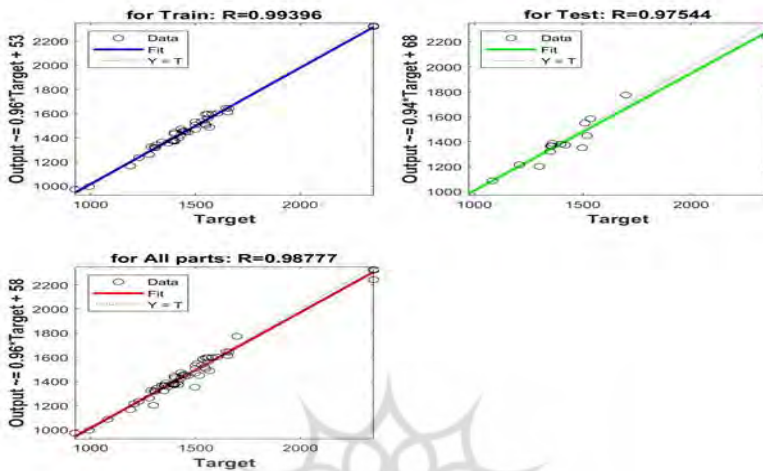 for Train: R=0.99396
Output ~= 0.96*Target + 53
2200
2000
1800
1600
1400
1200
1000
Data
Fit
Y = T
1000
1500
2000
Target
for Test: R=0.97544
Output ~= 0.94*Target + 68
2200
2000
1800
1600
1400
1200
1000
Data
Fit
Y = T
1000
1500
2000
Target
for All parts: R=0.98777
Output ~= 0.96*Target + 58
2200
2000
1800
1600
1400
1200
1000
Data
Fit
Y = T
1000
1500
2000
Target